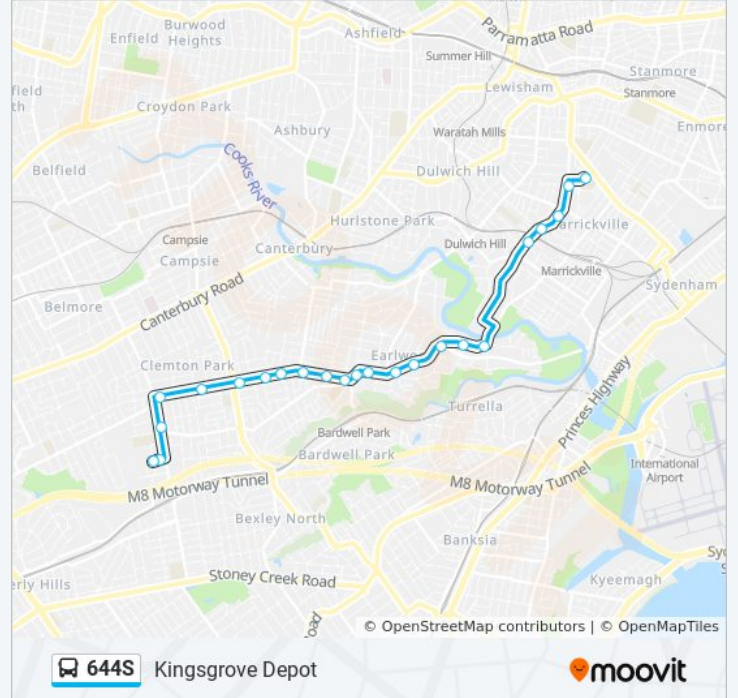 Burwood
Heights
Enfield
Ashfield
Parramatta Road
Summer Hill
Stanmore
Lewisham
Stanmore
field
th
Croydon Park
Enmore
Ashbury
Waratah Mills
Cooks
River
Dulwich Hill
Belfield
Hurlstone Park
arrickville
Campsie
Campsie
Canterbury
Dulwich Hill
Marrickville
Sydenham
Canterbury Road
Belmore
Earlwo
Clemton Park
Princes Highway
Turrella
Bardwell Park
Bardwell Park
International
Airport
M8 Motorway Tunnel
M8 Motorway Tunnel
Bexley North
Banksia
Stoney Creek Road
erly Hills
Kyeemagh
Syd
S
oad
© OpenStreetMap contributors | © OpenMapTiles
644S Kingsgrove Depot
moovit